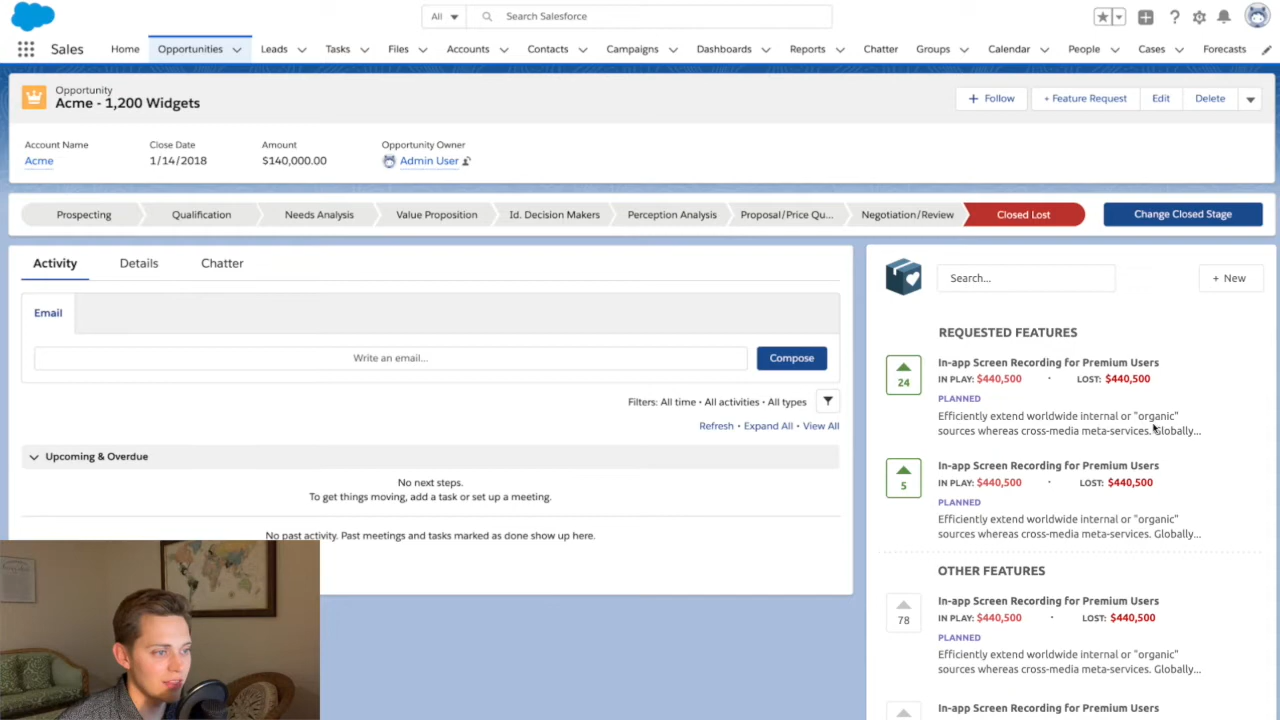 All
Search Salesforce
Sales
Home
Opportunities
Leads
Tasks
Files
Accounts
Contacts
Campaigns
Dashboards
Reports
Chatter
Groups
Calendar
People
Cases
Forecasts
Opportunity
Acme - 1,200 Widgets
+ Follow
+ Feature Request
Edit
Delete
Account Name
Close Date
Amount
Opportunity Owner
Acme
1/14/2018
$140,000.00
Admin User
Prospecting
Qualification
Needs Analysis
Value Proposition
Id. Decision Makers
Perception Analysis
Proposal/Price Qu...
Negotiation/Review
Closed Lost
Change Closed Stage
Activity
Details
Chatter
Email
Write an email...
Compose
Filters: All time • All activities • All types
Refresh • Expand All • View All
Upcoming & Overdue
No next steps.
To get things moving, add a task or set up a meeting.
No past activity. Past meetings and tasks marked as done show up here.
Search...
+ New
REQUESTED FEATURES
24
In-app Screen Recording for Premium Users
IN PLAY: $440,500 · LOST: $440,500
PLANNED
Efficiently extend worldwide internal or "organic"
sources whereas cross-media meta-services. Globally...
5
In-app Screen Recording for Premium Users
IN PLAY: $440,500 · LOST: $440,500
PLANNED
Efficiently extend worldwide internal or "organic"
sources whereas cross-media meta-services. Globally...
OTHER FEATURES
78
In-app Screen Recording for Premium Users
IN PLAY: $440,500 · LOST: $440,500
PLANNED
Efficiently extend worldwide internal or "organic"
sources whereas cross-media meta-services. Globally...
In-app Screen Recording for Premium Users